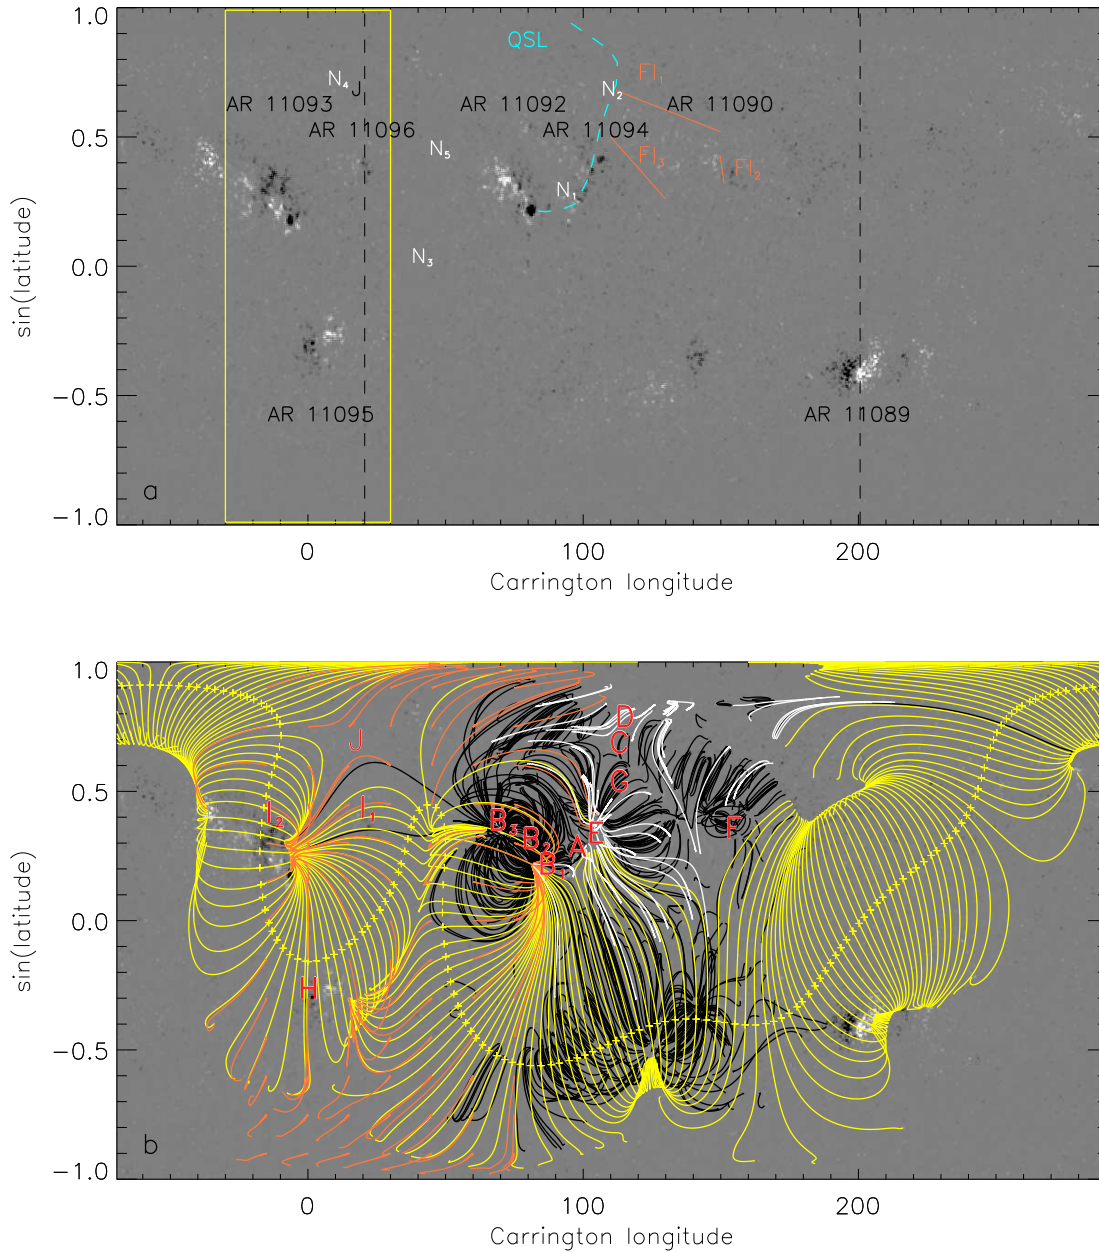 1.0
QSL
FI₁
N₄
J
N₂
AR 11093
AR 11092
AR 11090
AR 11096
AR 11094
0.5
N₅
FI₃
FI₂
N₁
sin(latitude)
N₃
0.0
−0.5
AR 11095
AR 11089
a
−1.0
0
100
200
Carrington longitude
1.0
D
J
C
G
0.5
I₂
I₁
B₃
F
B₂
E
A
B₁
sin(latitude)
0.0
H
−0.5
b
−1.0
0
100
200
Carrington longitude